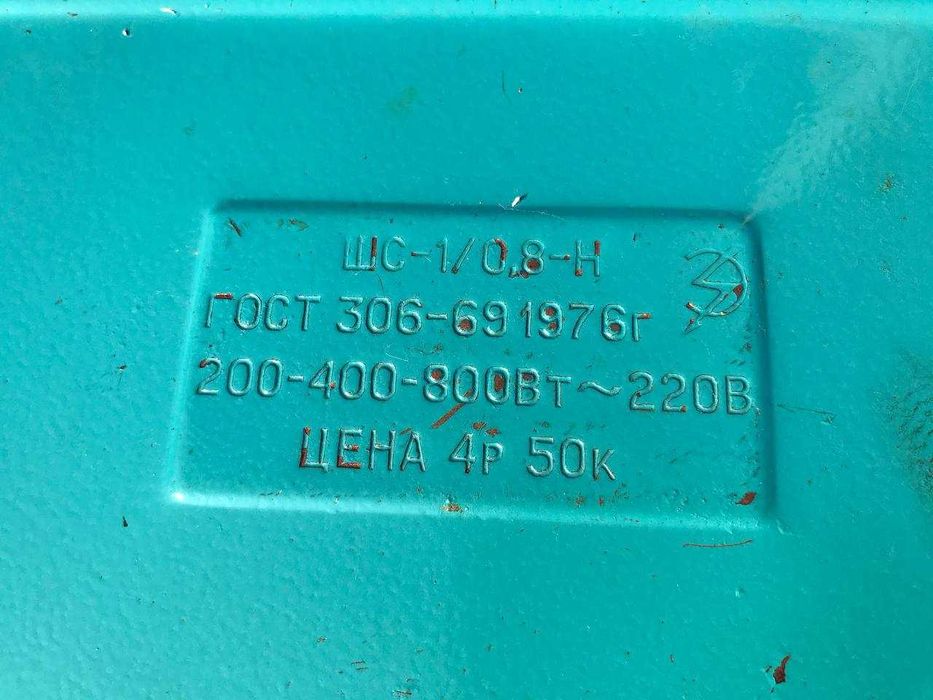 ШС-1/0,8-Н
ГОСТ 306-69 1976г
200-400-800Вт ~ 220В
ЦЕНА 4р 50к